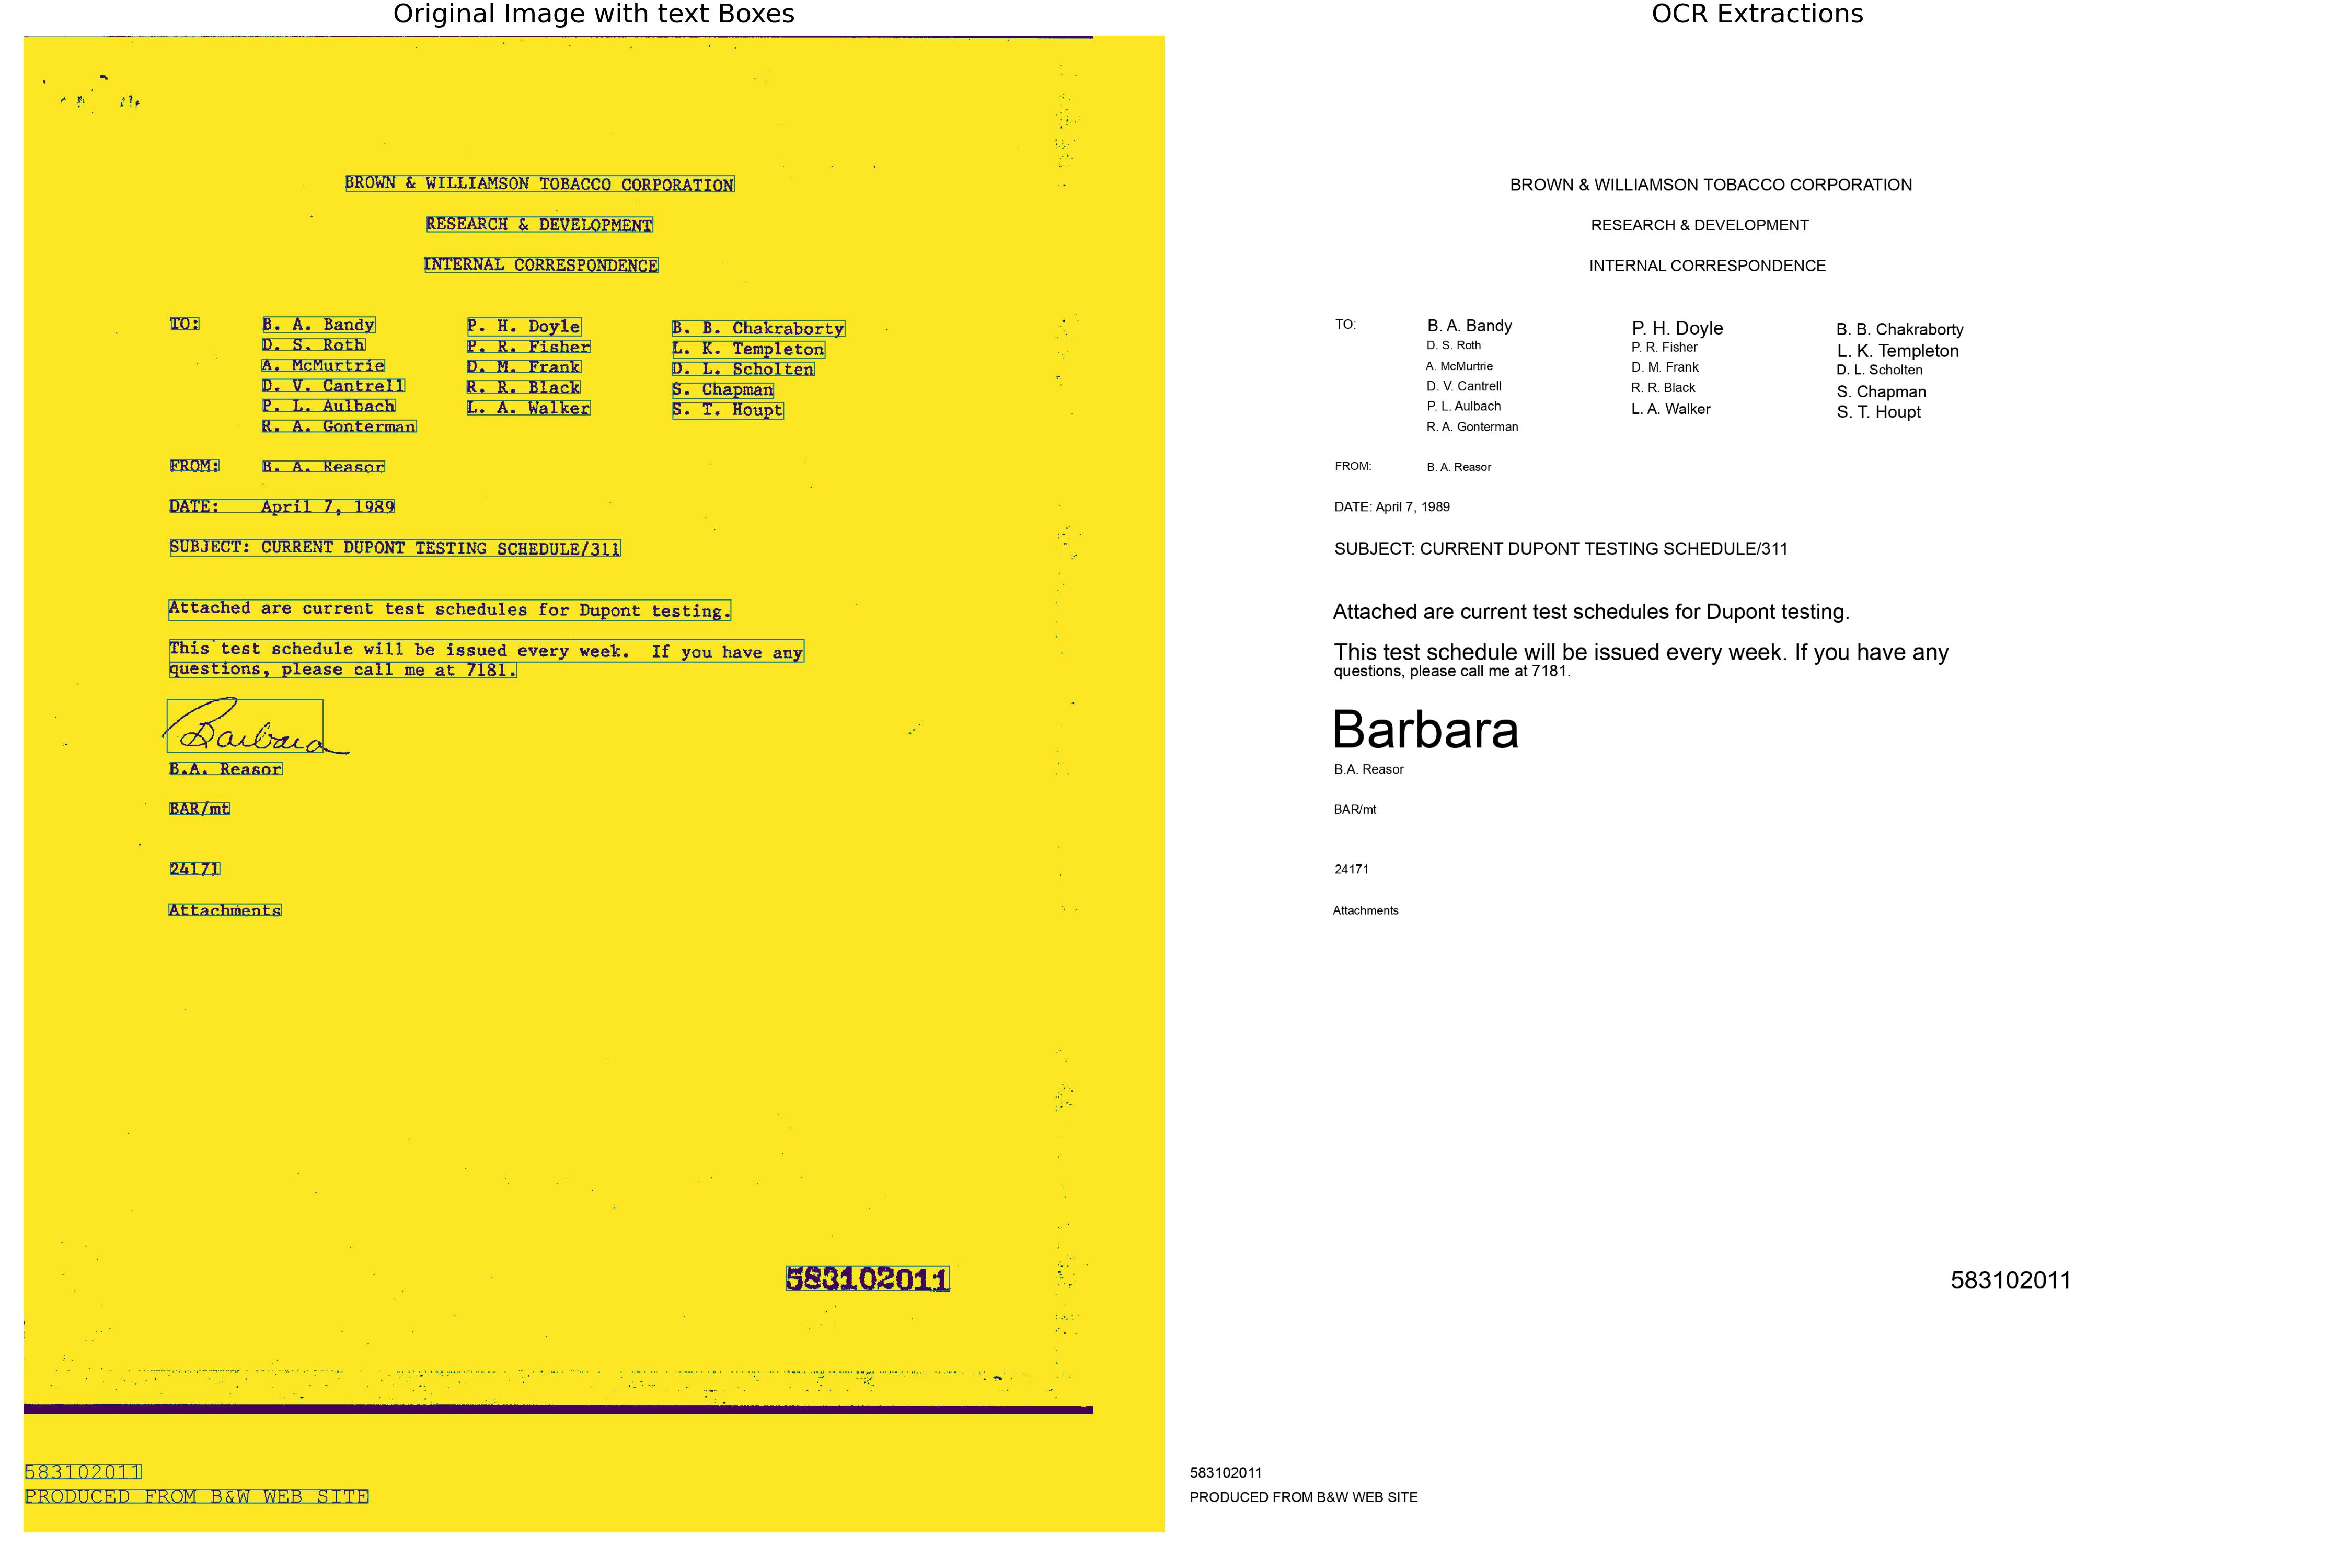 Original Image with text Boxes
BROWN & WILLIAMSON TOBACCO CORPORATION
RESEARCH & DEVELOPMENT
INTERNAL CORRESPONDENCE
TO: B. A. Bandy P. H. Doyle B. B. Chakraborty
D. S. Roth P. R. Fisher L. K. Templeton
A. McMurtrie D. M. Frank D. L. Scholten
D. V. Cantrell R. R. Black S. Chapman
P. L. Aulbach L. A. Walker S. T. Houpt
R. A. Gonterman
FROM: B. A. Reasor
DATE: April 7, 1989
SUBJECT: CURRENT DUPONT TESTING SCHEDULE/311
Attached are current test schedules for Dupont testing.
This test schedule will be issued every week. If you have any
questions, please call me at 7181.
Barbara
B.A. Reasor
BAR/mt
24171
Attachments
583102011
583102011
PRODUCED FROM B&W WEB SITE
OCR Extractions
BROWN & WILLIAMSON TOBACCO CORPORATION
RESEARCH & DEVELOPMENT
INTERNAL CORRESPONDENCE
TO: B. A. Bandy P. H. Doyle B. B. Chakraborty
D. S. Roth P. R. Fisher L. K. Templeton
A. McMurtrie D. M. Frank D. L. Scholten
D. V. Cantrell R. R. Black S. Chapman
P. L. Aulbach L. A. Walker S. T. Houpt
R. A. Gonterman
FROM: B. A. Reasor
DATE: April 7, 1989
SUBJECT: CURRENT DUPONT TESTING SCHEDULE/311
Attached are current test schedules for Dupont testing.
This test schedule will be issued every week. If you have any
questions, please call me at 7181.
Barbara
B.A. Reasor
BAR/mt
24171
Attachments
583102011
583102011
PRODUCED FROM B&W WEB SITE